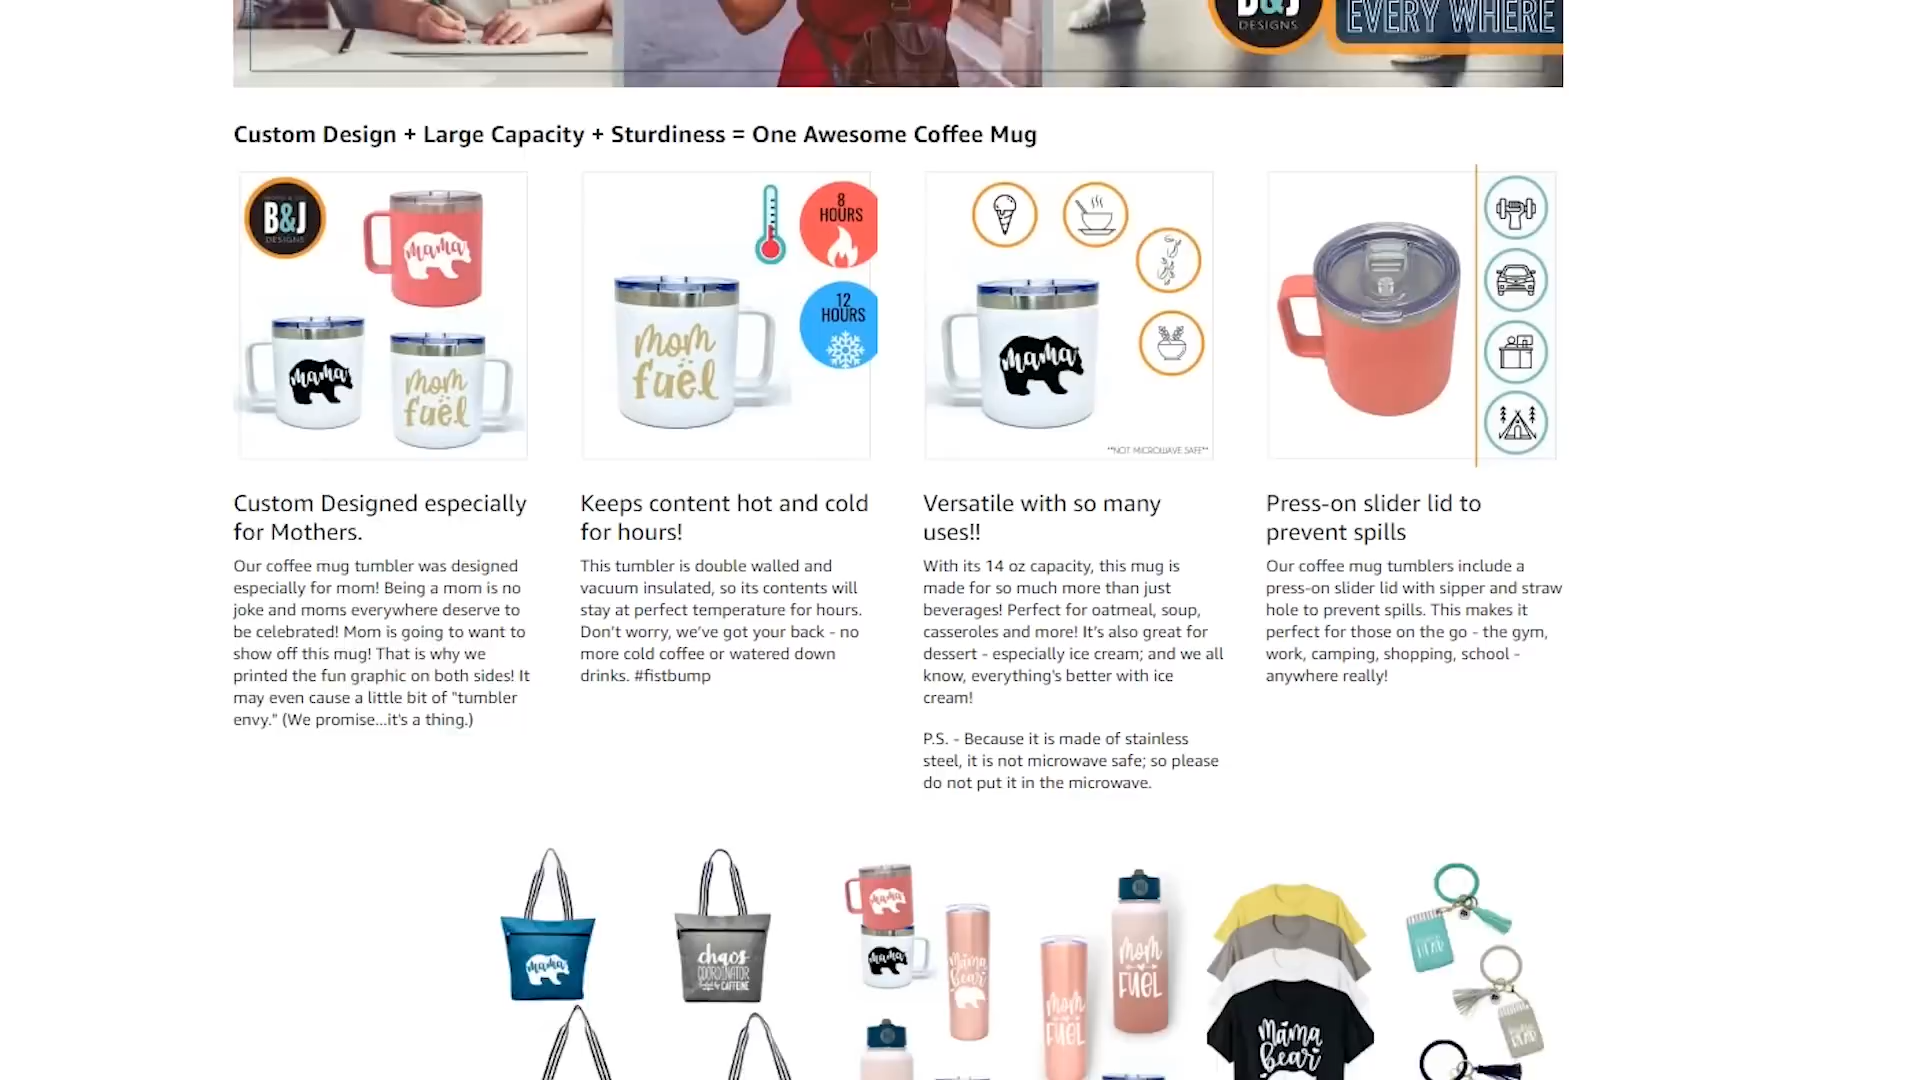 B&J
DESIGNS
EVERY WHERE
Custom Design + Large Capacity + Sturdiness = One Awesome Coffee Mug
B&J
DESIGNS
mama
mama
mom
fuel
8
HOURS
12
HOURS
mom
fuel
mama
**NOT MICROWAVE SAFE**
Custom Designed especially
for Mothers.
Our coffee mug tumbler was designed
especially for mom! Being a mom is no
joke and moms everywhere deserve to
be celebrated! Mom is going to want to
show off this mug! That is why we
printed the fun graphic on both sides! It
may even cause a little bit of "tumbler
envy." (We promise...it's a thing.)
Keeps content hot and cold
for hours!
This tumbler is double walled and
vacuum insulated, so its contents will
stay at perfect temperature for hours.
Don't worry, we've got your back - no
more cold coffee or watered down
drinks. #fistbump
Versatile with so many
uses!!
With its 14 oz capacity, this mug is
made for so much more than just
beverages! Perfect for oatmeal, soup,
casseroles and more! It's also great for
dessert - especially ice cream; and we all
know, everything's better with ice
cream!
P.S. - Because it is made of stainless
steel, it is not microwave safe; so please
do not put it in the microwave.
Press-on slider lid to
prevent spills
Our coffee mug tumblers include a
press-on slider lid with sipper and straw
hole to prevent spills. This makes it
perfect for those on the go - the gym,
work, camping, shopping, school -
anywhere really!
mama
chaos
COORDINATOR
CAFFEINE
mama
mama
Mama
Bear
mom
FUEL
mom
FUEL
Mama
Bear